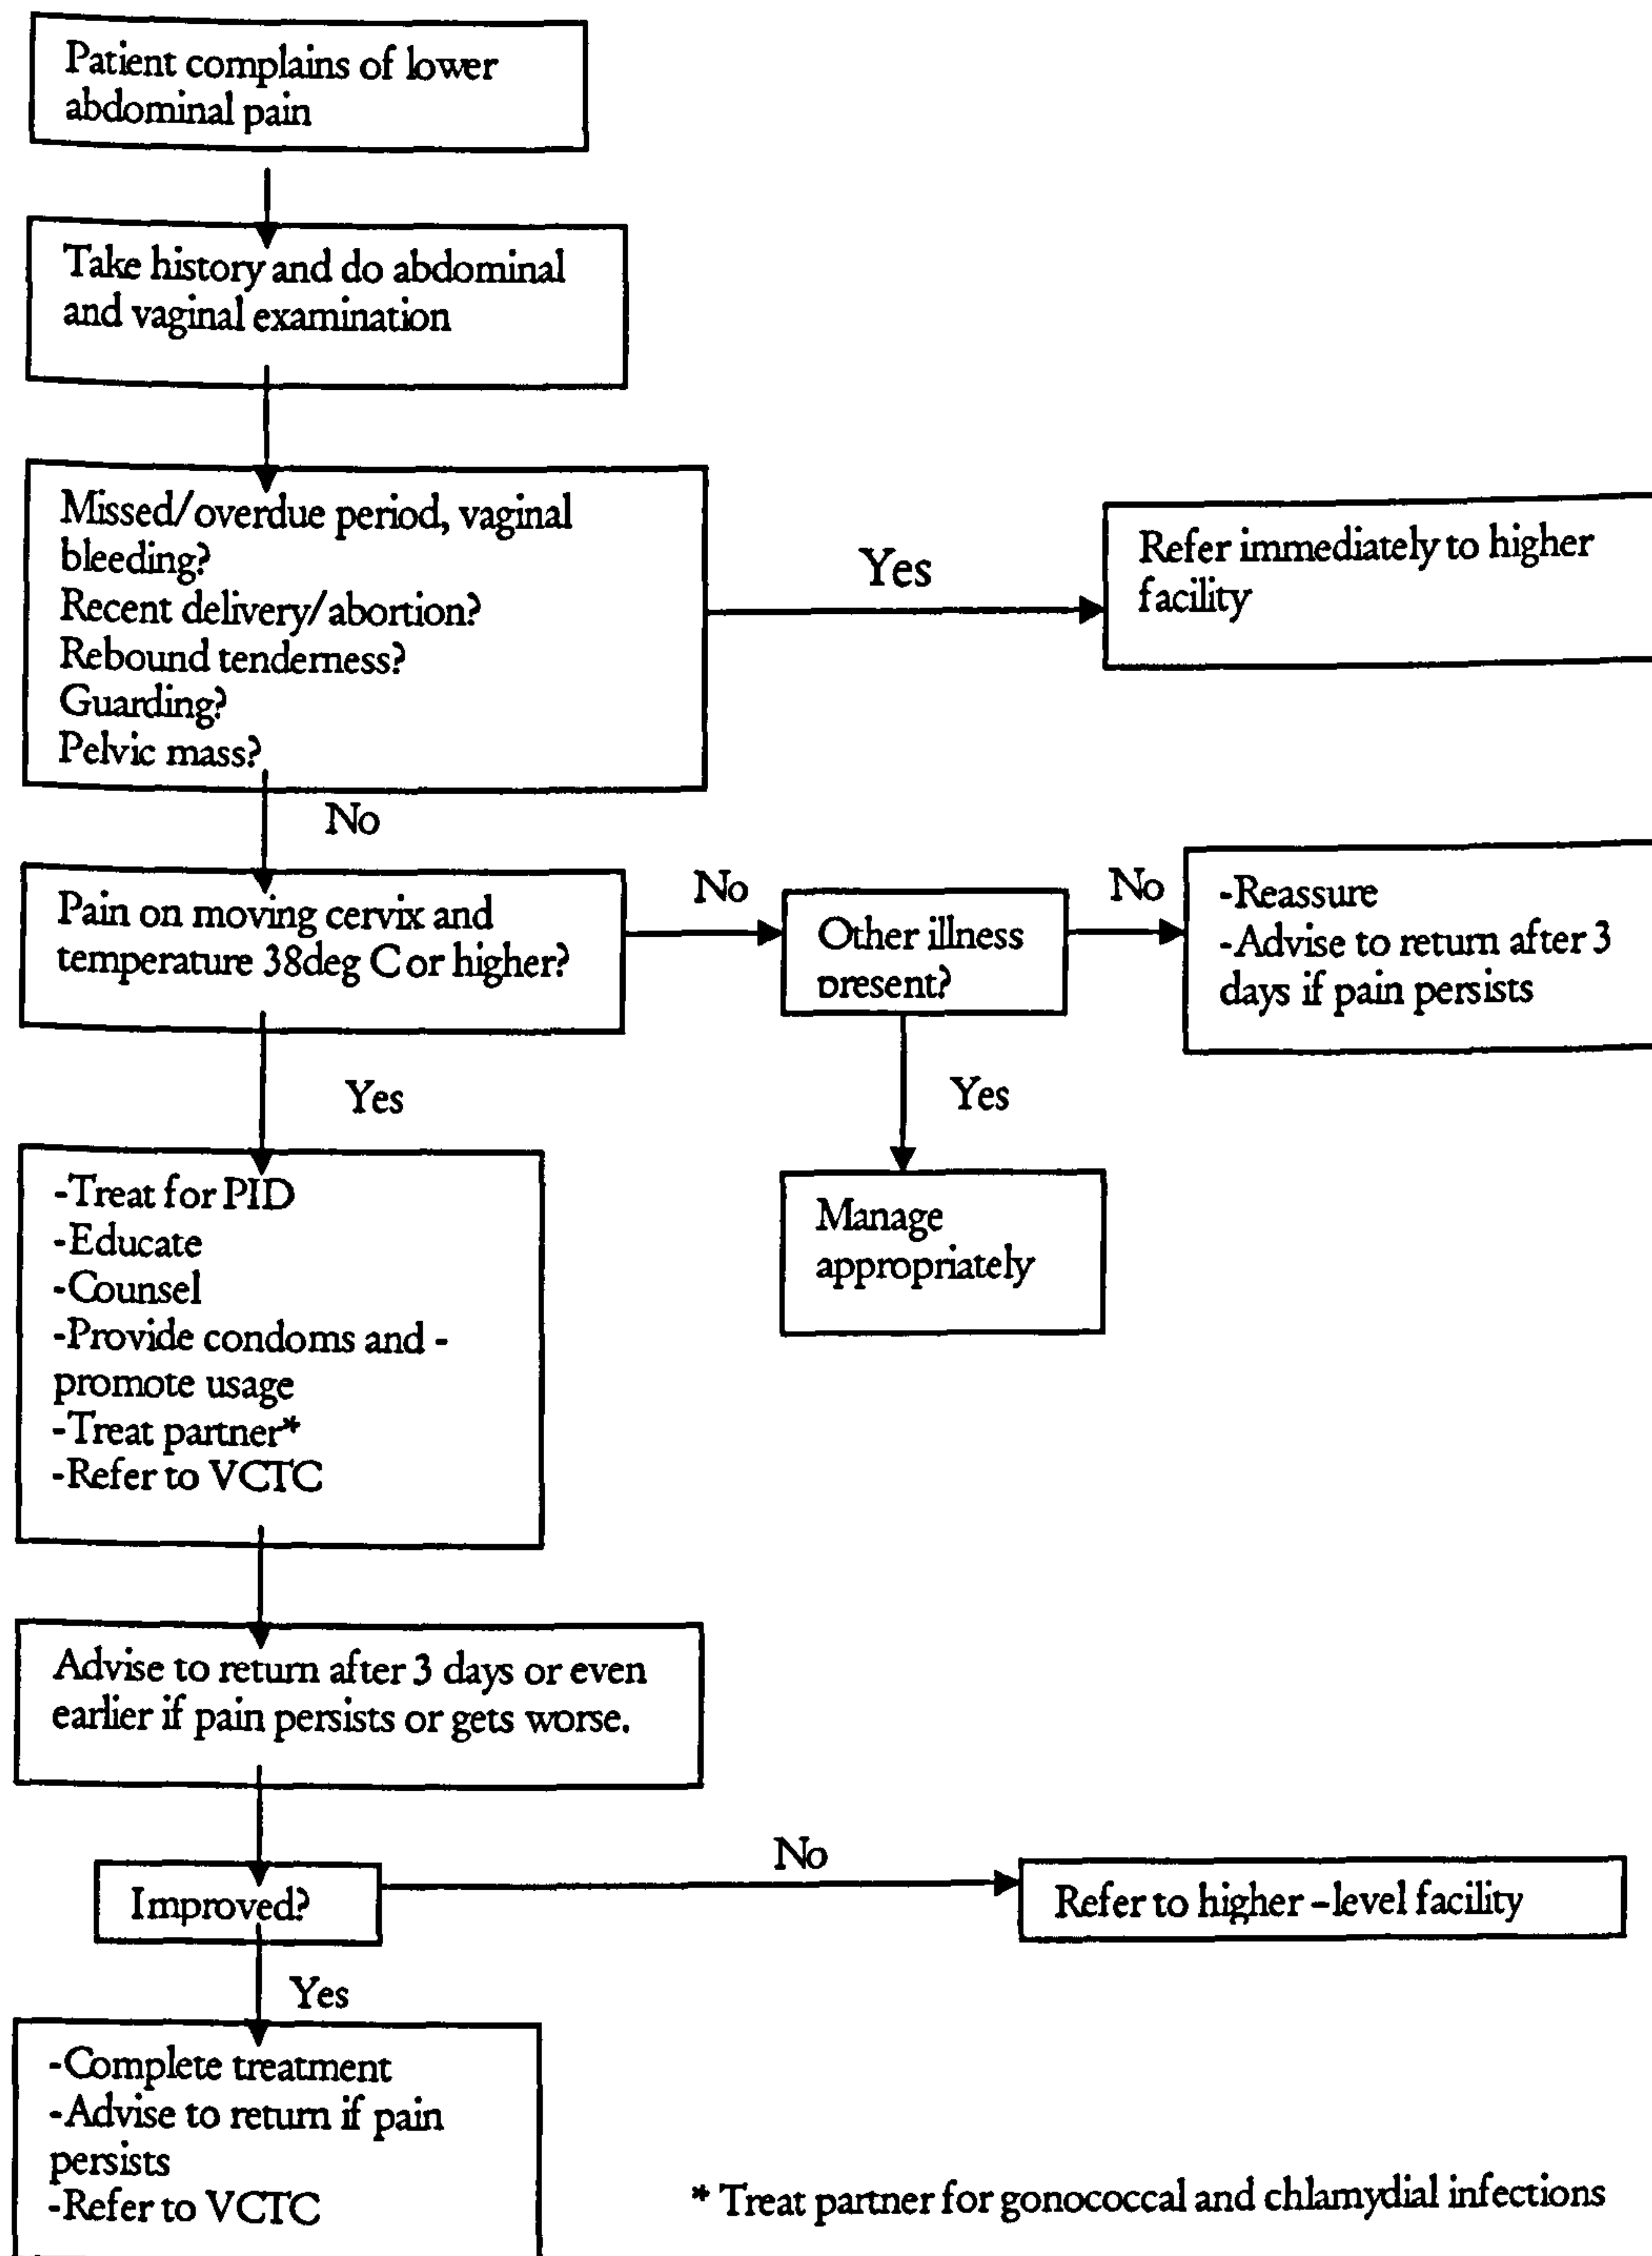 Patient complains of lower
abdominal pain
Take history and do abdominal
and vaginal examination
Missed/overdue period, vaginal
bleeding?
Recent delivery/abortion?
Rebound tenderness?
Guarding?
Pelvic mass?
Yes
Refer immediately to higher
facility
No
Pain on moving cervix and
temperature 38deg C or higher?
No
Other illness
present?
No
-Reassure
-Advise to return after 3
days if pain persists
Yes
Yes
Manage
appropriately
-Treat for PID
-Educate
-Counsel
-Provide condoms and -
promote usage
-Treat partner*
-Refer to VCTC
Advise to return after 3 days or even
earlier if pain persists or gets worse.
Improved?
No
Refer to higher –level facility
Yes
-Complete treatment
-Advise to return if pain
persists
-Refer to VCTC
* Treat partner for gonococcal and chlamydial infections